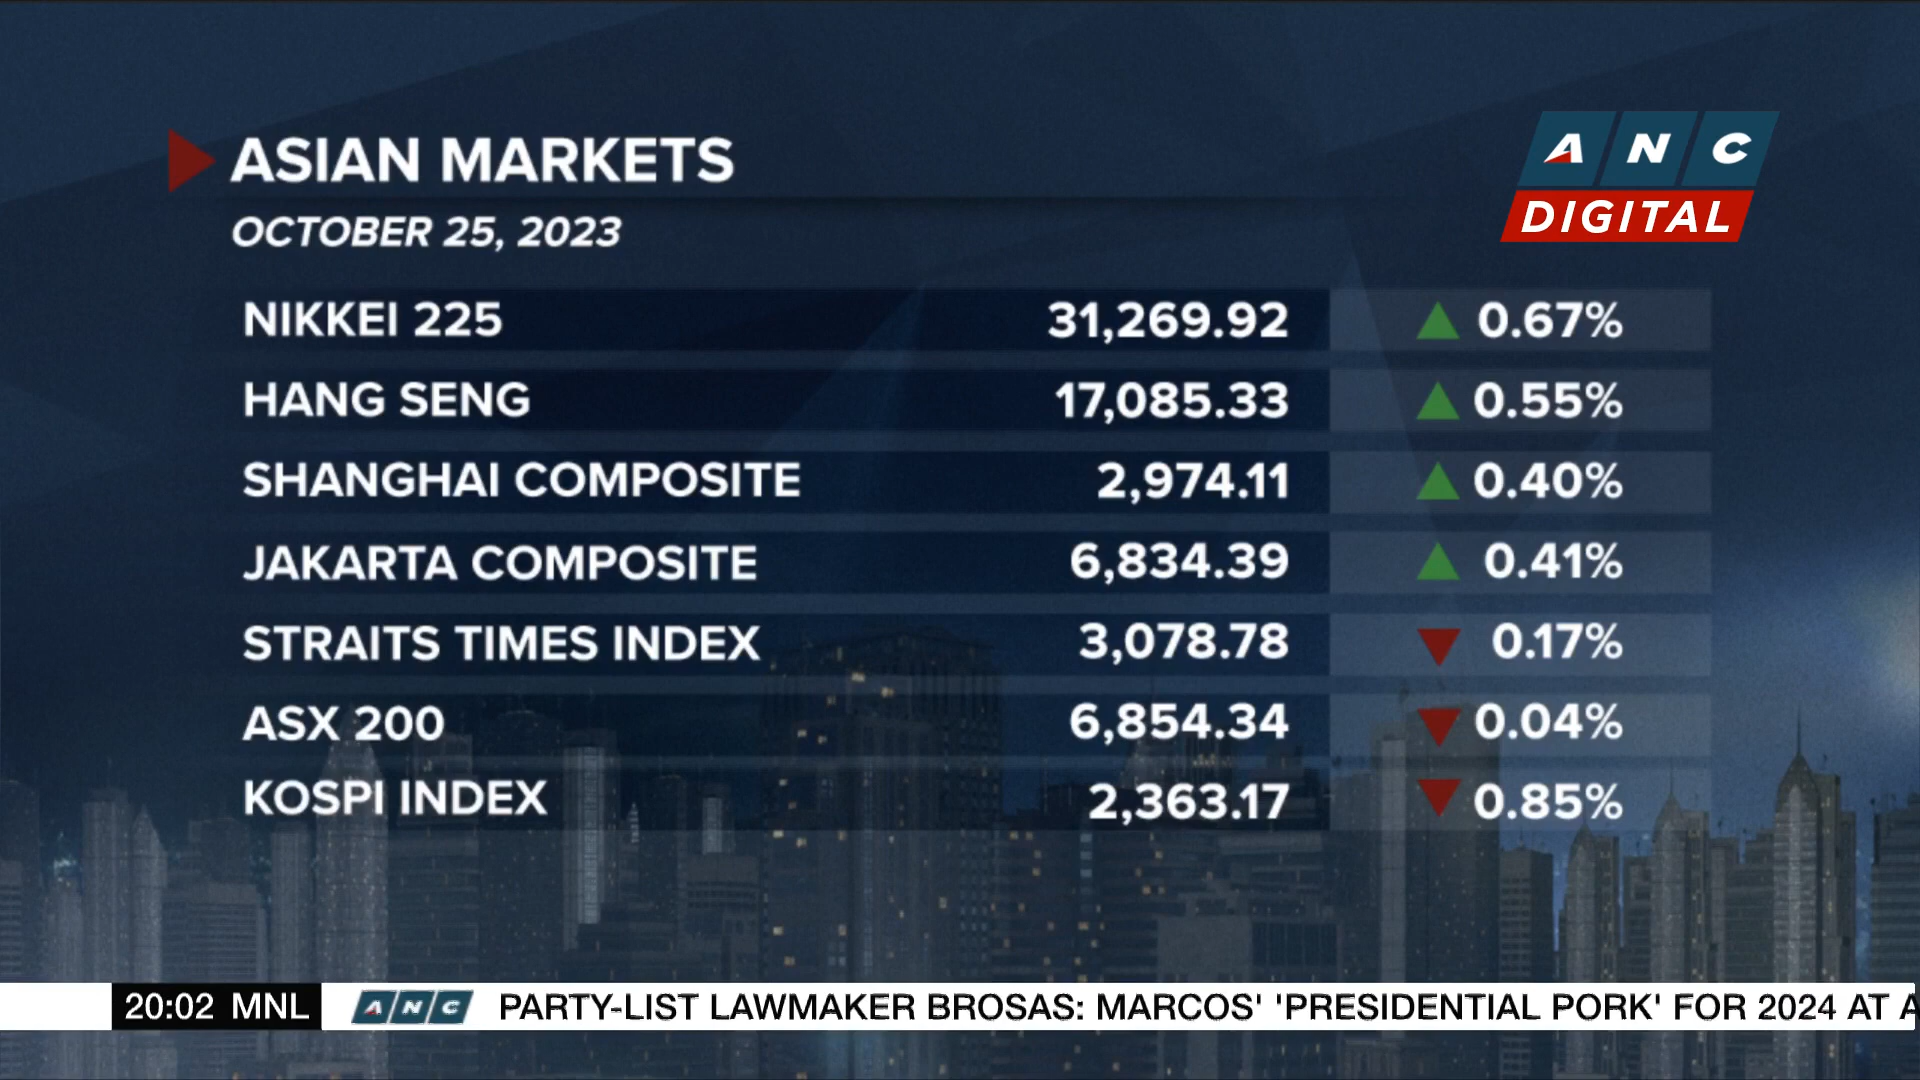 ASIAN MARKETS
OCTOBER 25, 2023
ANC
DIGITAL
NIKKEI 225 31,269.92 ▲ 0.67%
HANG SENG 17,085.33 ▲ 0.55%
SHANGHAI COMPOSITE 2,974.11 ▲ 0.40%
JAKARTA COMPOSITE 6,834.39 ▲ 0.41%
STRAITS TIMES INDEX 3,078.78 ▼ 0.17%
ASX 200 6,854.34 ▼ 0.04%
KOSPI INDEX 2,363.17 ▼ 0.85%
20:02 MNL ANC PARTY-LIST LAWMAKER BROSAS: MARCOS' 'PRESIDENTIAL PORK' FOR 2024 AT